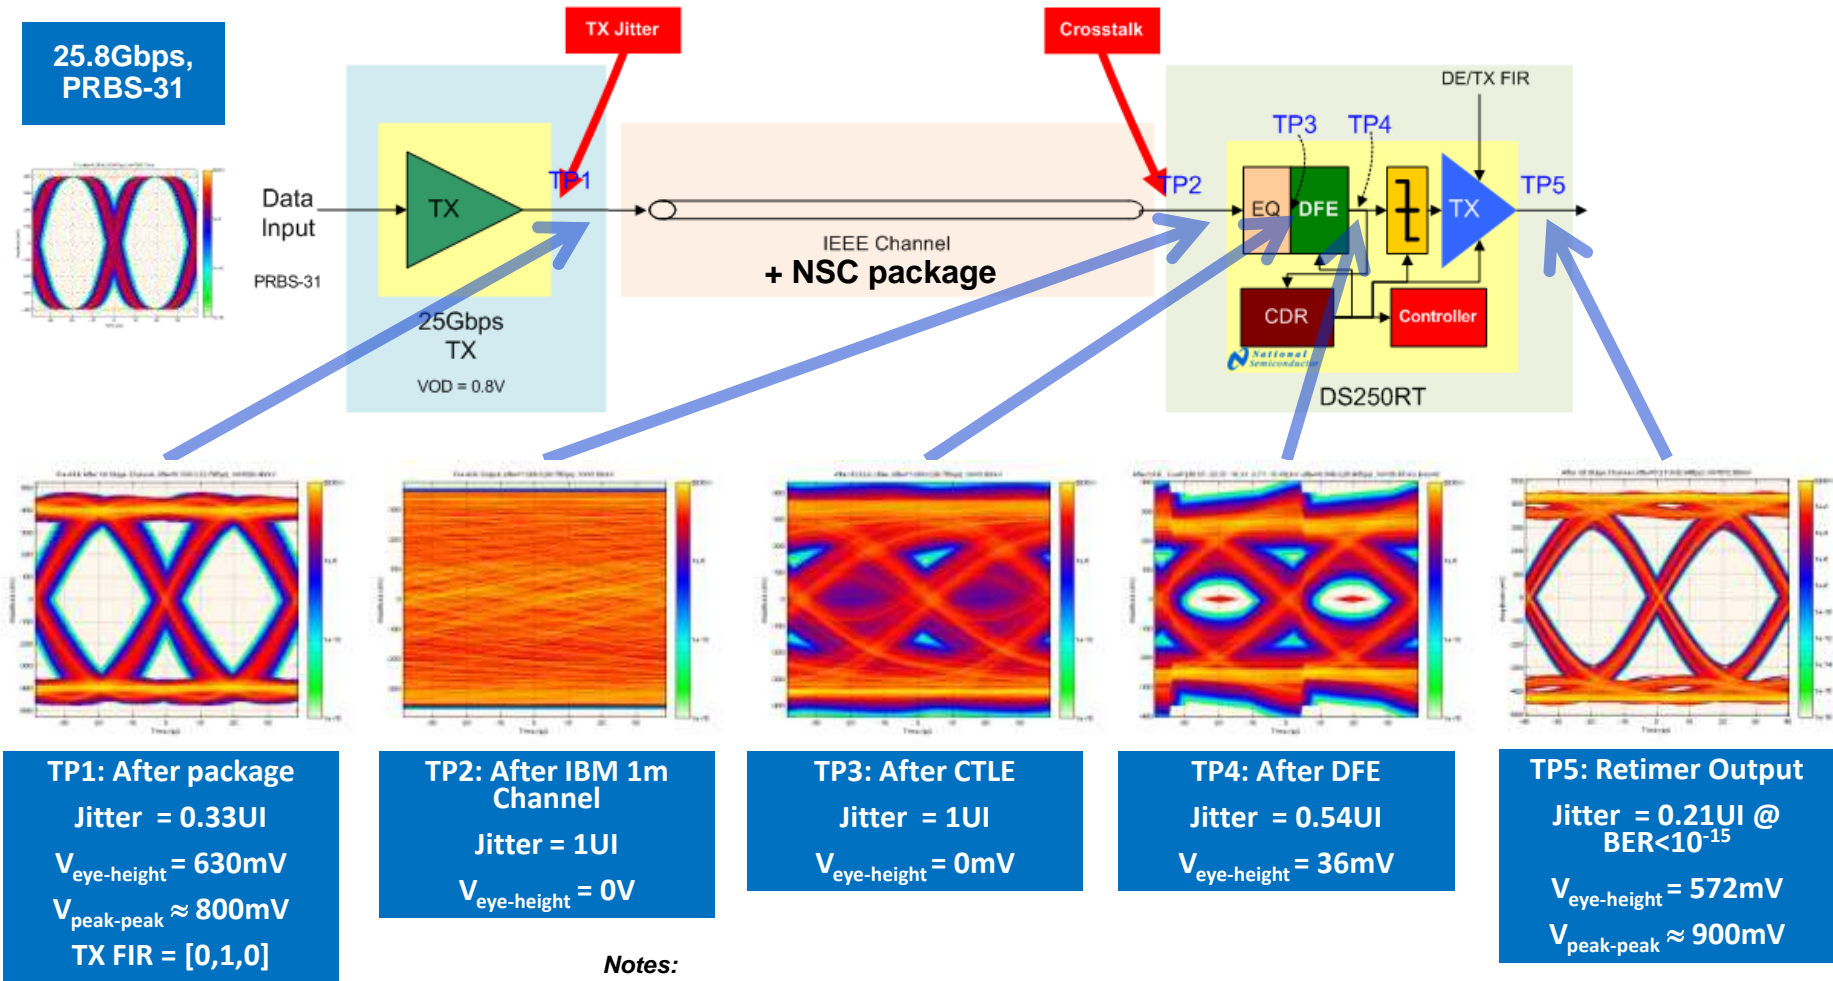 25.8Gbps,
PRBS-31
TX Jitter
Crosstalk
DE/TX FIR
TP3
TP4
TP1
TP2
TP5
Data
Input
PRBS-31
TX
EQ
DFE
TX
IEEE Channel
+ NSC package
CDR
Controller
25Gbps
TX
VOD = 0.8V
National
Semiconductor
DS250RT
TP1: After package
Jitter = 0.33UI
Veye-height = 630mV
Vpeak-peak ≈ 800mV
TX FIR = [0,1,0]
TP2: After IBM 1m
Channel
Jitter = 1UI
Veye-height = 0V
TP3: After CTLE
Jitter = 1UI
Veye-height = 0mV
TP4: After DFE
Jitter = 0.54UI
Veye-height = 36mV
TP5: Retimer Output
Jitter = 0.21UI @
BER<10-15
Veye-height = 572mV
Vpeak-peak ≈ 900mV
Notes: